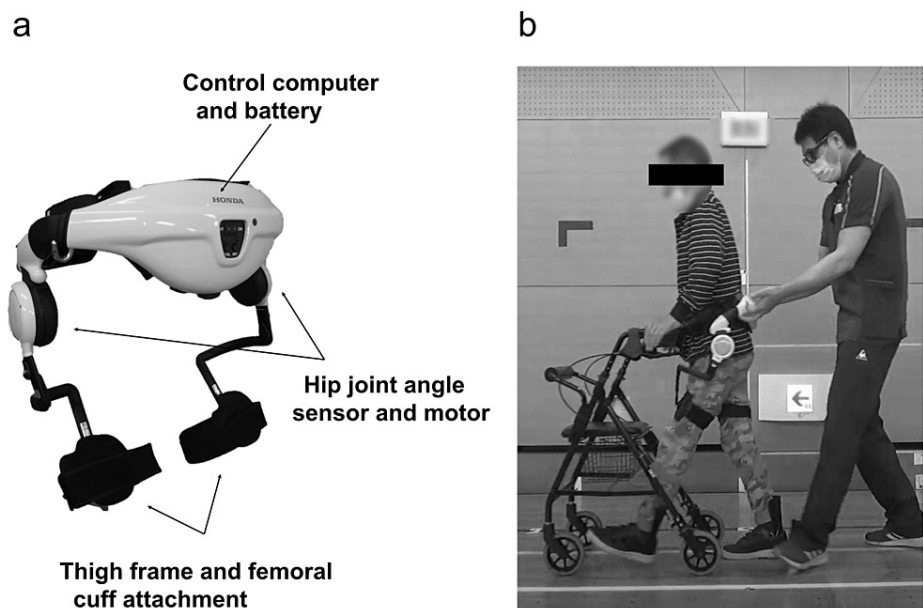 a
b
Control computer
and battery
HONDA
Hip joint angle
sensor and motor
Thigh frame and femoral
cuff attachment